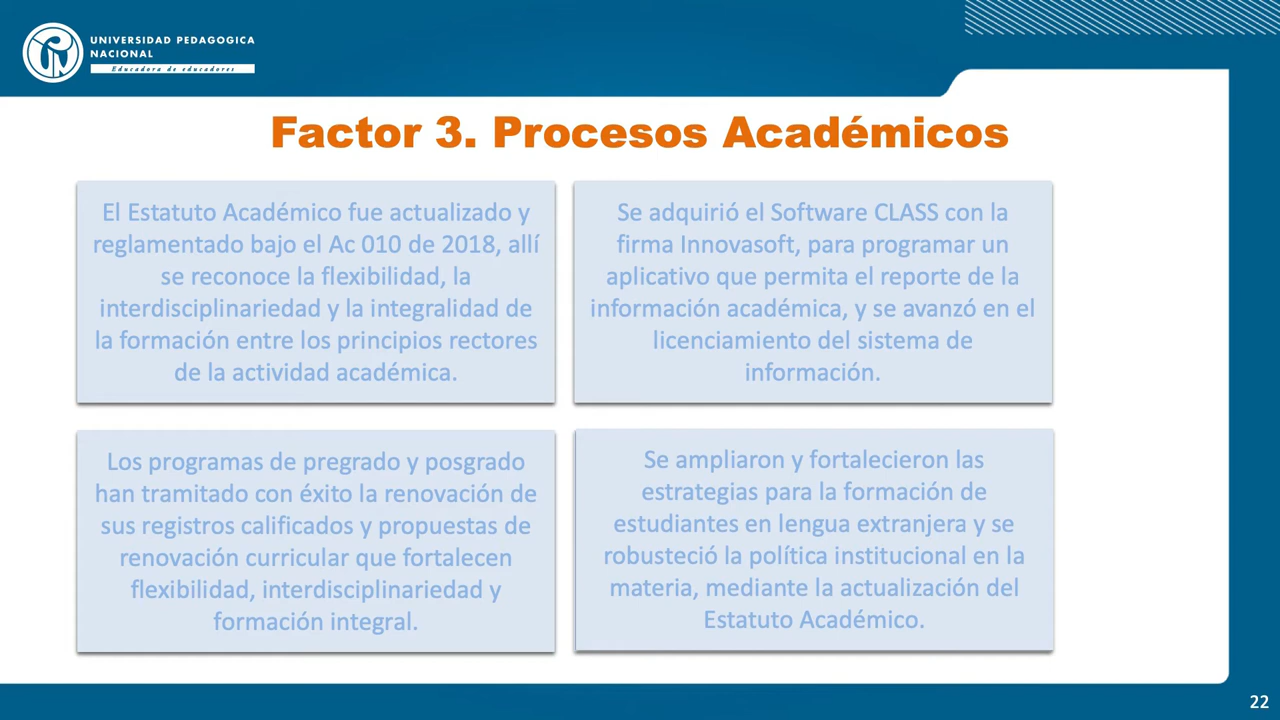 UNIVERSIDAD PEDAGOGICA
NACIONAL
Educadora de educadores
Factor 3. Procesos Académicos
El Estatuto Académico fue actualizado y
reglamentado bajo el Ac 010 de 2018, allí
se reconoce la flexibilidad, la
interdisciplinariedad y la integralidad de
la formación entre los principios rectores
de la actividad académica.
Se adquirió el Software CLASS con la
firma Innovasoft, para programar un
aplicativo que permita el reporte de la
información académica, y se avanzó en el
licenciamiento del sistema de
información.
Los programas de pregrado y posgrado
han tramitado con éxito la renovación de
sus registros calificados y propuestas de
renovación curricular que fortalecen
flexibilidad, interdisciplinariedad y
formación integral.
Se ampliaron y fortalecieron las
estrategias para la formación de
estudiantes en lengua extranjera y se
robusteció la política institucional en la
materia, mediante la actualización del
Estatuto Académico.
22